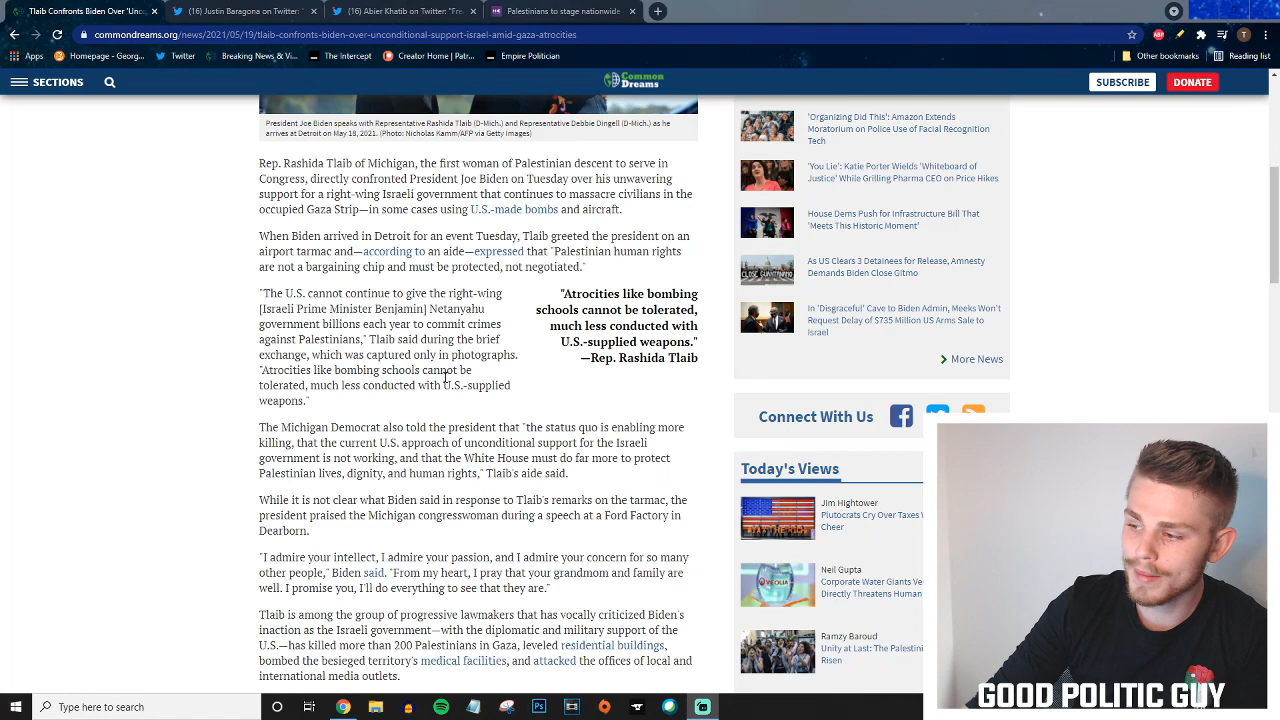 Tlaib Confronts Biden Over 'Unc
(16) Justin Baragona on Twitter: "
(16) Abier Khatib on Twitter: "Fri
Palestinians to stage nationwide
commondreams.org/news/2021/05/19/tlaib-confronts-biden-over-unconditional-support-israel-amid-gaza-atrocities
Apps
Homepage - Georg...
Twitter
Breaking News & Vi...
The Intercept
Creator Home | Patr...
Empire Politician
Other bookmarks
Reading list
SECTIONS
Common
Dreams
SUBSCRIBE
DONATE
President Joe Biden speaks with Representative Rashida Tlaib (D-Mich.) and Representative Debbie Dingell (D-Mich.) as he
arrives at Detroit on May 18, 2021. (Photo: Nicholas Kamm/AFP via Getty Images)
Rep. Rashida Tlaib of Michigan, the first woman of Palestinian descent to serve in
Congress, directly confronted President Joe Biden on Tuesday over his unwavering
support for a right-wing Israeli government that continues to massacre civilians in the
occupied Gaza Strip—in some cases using U.S.-made bombs and aircraft.
When Biden arrived in Detroit for an event Tuesday, Tlaib greeted the president on an
airport tarmac and—according to an aide—expressed that "Palestinian human rights
are not a bargaining chip and must be protected, not negotiated."
"The U.S. cannot continue to give the right-wing
[Israeli Prime Minister Benjamin] Netanyahu
government billions each year to commit crimes
against Palestinians," Tlaib said during the brief
exchange, which was captured only in photographs.
"Atrocities like bombing schools cannot be
tolerated, much less conducted with U.S.-supplied
weapons."
"Atrocities like bombing
schools cannot be tolerated,
much less conducted with
U.S.-supplied weapons."
—Rep. Rashida Tlaib
The Michigan Democrat also told the president that "the status quo is enabling more
killing, that the current U.S. approach of unconditional support for the Israeli
government is not working, and that the White House must do far more to protect
Palestinian lives, dignity, and human rights," Tlaib's aide said.
While it is not clear what Biden said in response to Tlaib's remarks on the tarmac, the
president praised the Michigan congresswoman during a speech at a Ford Factory in
Dearborn.
"I admire your intellect, I admire your passion, and I admire your concern for so many
other people," Biden said. "From my heart, I pray that your grandmom and family are
well. I promise you, I'll do everything to see that they are."
Tlaib is among the group of progressive lawmakers that has vocally criticized Biden's
inaction as the Israeli government—with the diplomatic and military support of the
U.S.—has killed more than 200 Palestinians in Gaza, leveled residential buildings,
bombed the besieged territory's medical facilities, and attacked the offices of local and
international media outlets.
'Organizing Did This': Amazon Extends
Moratorium on Police Use of Facial Recognition
Tech
'You Lie': Katie Porter Wields 'Whiteboard of
Justice' While Grilling Pharma CEO on Price Hikes
House Dems Push for Infrastructure Bill That
'Meets This Historic Moment'
CLOSE GUANTANAMO
As US Clears 3 Detainees for Release, Amnesty
Demands Biden Close Gitmo
In 'Disgraceful' Cave to Biden Admin, Meeks Won't
Request Delay of $735 Million US Arms Sale to
Israel
More News
Connect With Us
Today's Views
Jim Hightower
Plutocrats Cry Over Taxes
Cheer
Neil Gupta
Corporate Water Giants Ve
Directly Threatens Human
Ramzy Baroud
Unity at Last: The Palestini
Risen
GOOD POLITIC GUY
Type here to search